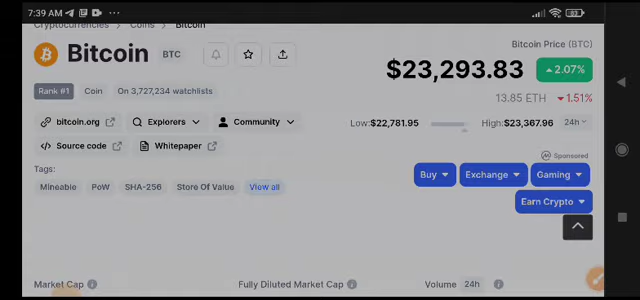 7:39 AM
Cryptocurrencies > Coins > Bitcoin
Bitcoin BTC
Rank #1 Coin On 3,727,234 watchlists
bitcoin.org Explorers Community
Source code Whitepaper
Tags:
Mineable PoW SHA-256 Store Of Value View all
Bitcoin Price (BTC)
$23,293.83 2.07%
13.85 ETH 1.51%
Low: $22,781.95 High: $23,367.96 24h
Sponsored
Buy Exchange Gaming
Earn Crypto
Market Cap Fully Diluted Market Cap Volume 24h